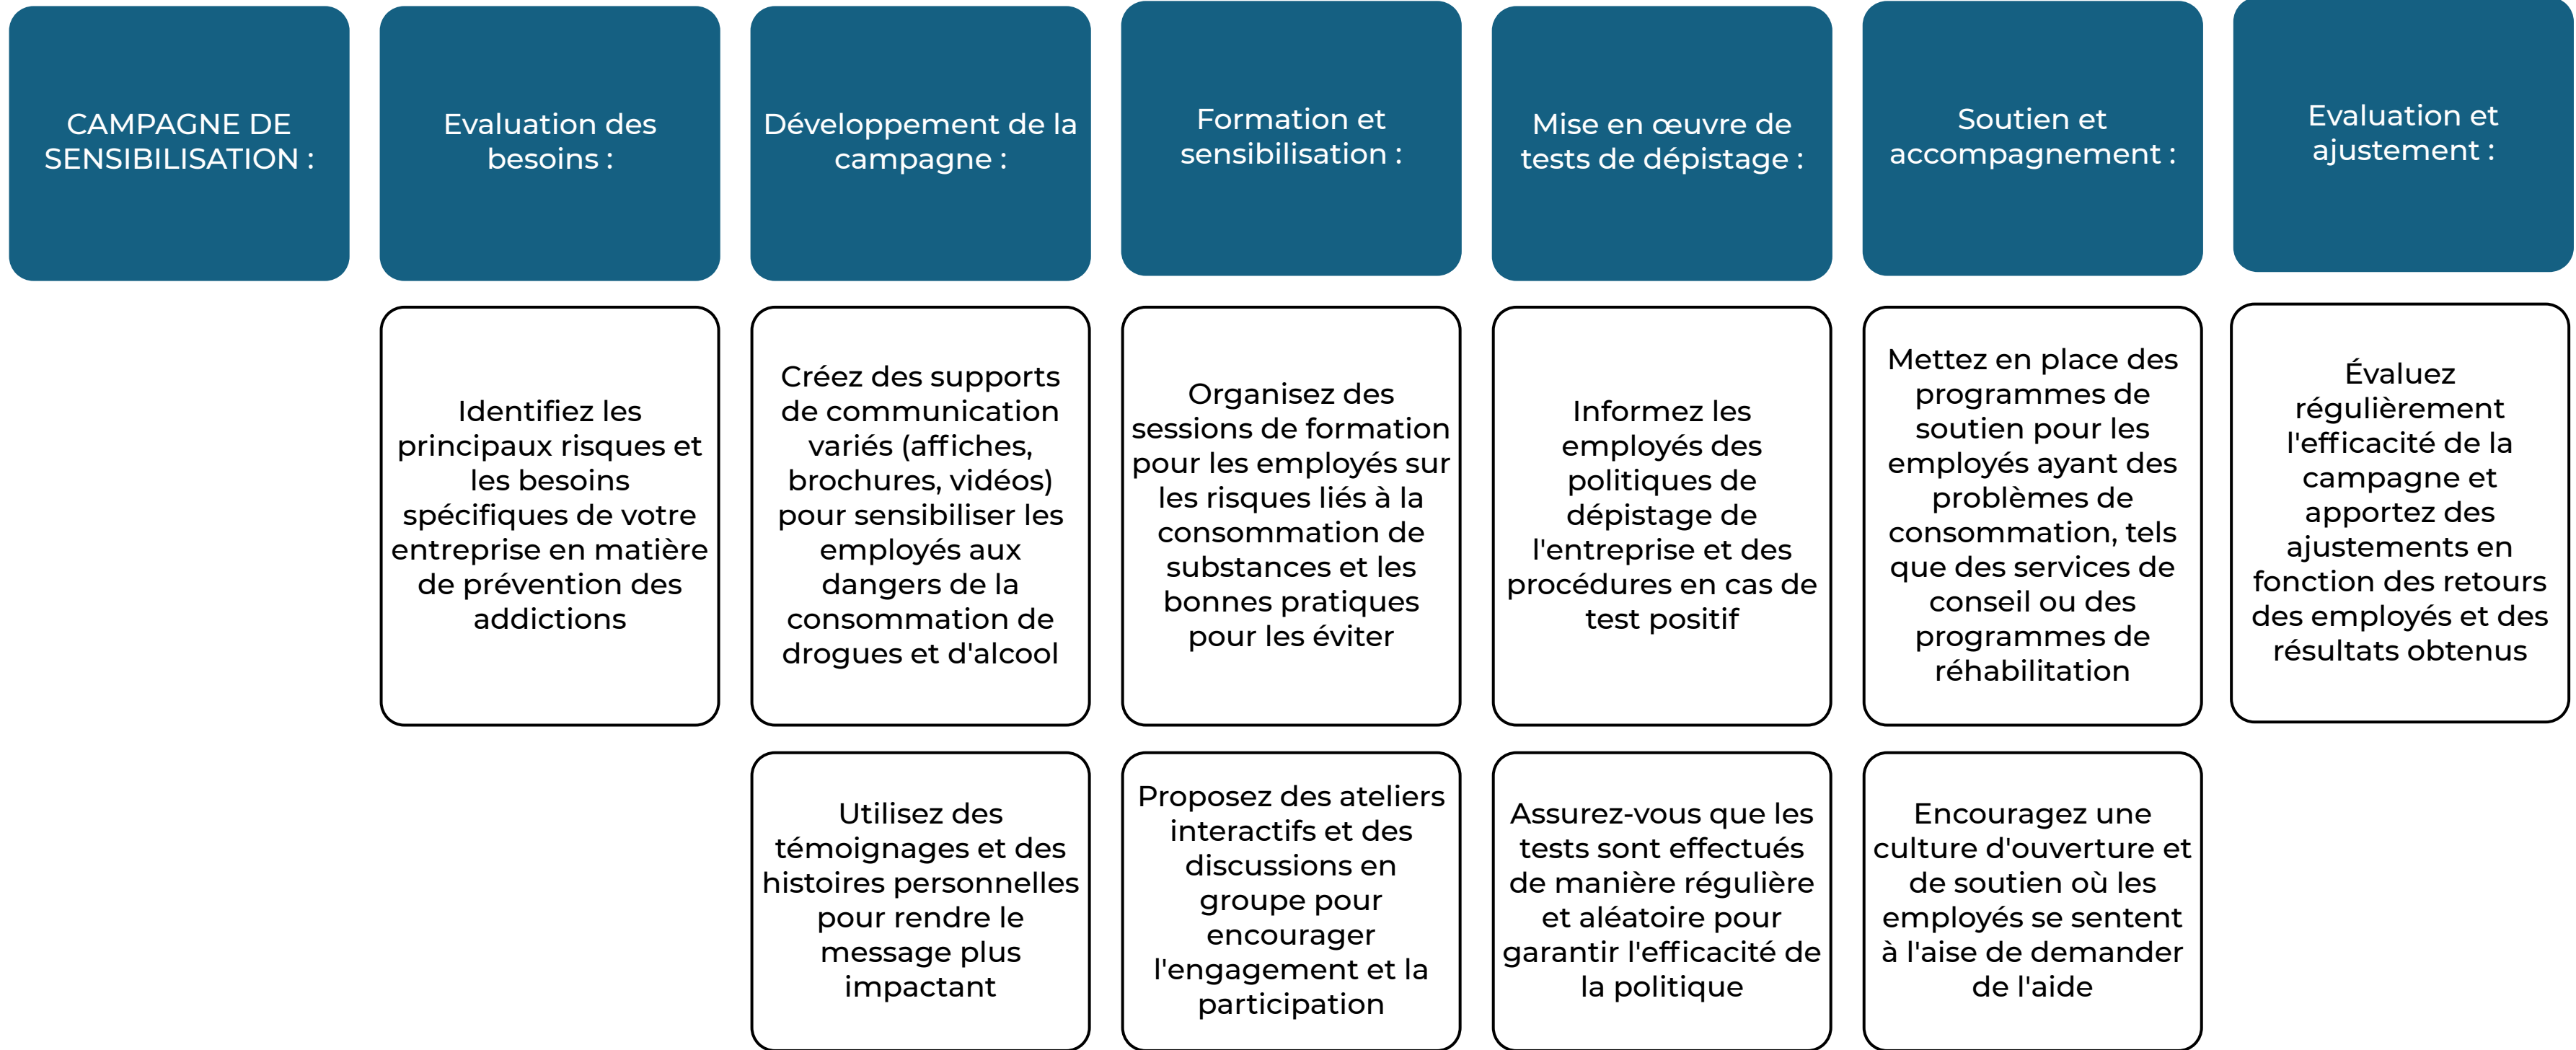 CAMPAGNE DE
SENSIBILISATION :
Evaluation des
besoins :
Développement de la
campagne :
Formation et
sensibilisation :
Mise en œuvre de
tests de dépistage :
Soutien et
accompagnement :
Evaluation et
ajustement :
Identifiez les
principaux risques et
les besoins
spécifiques de votre
entreprise en matière
de prévention des
addictions
Créez des supports
de communication
variés (affiches,
brochures, vidéos)
pour sensibiliser les
employés aux
dangers de la
consommation de
drogues et d'alcool
Organisez des
sessions de formation
pour les employés sur
les risques liés à la
consommation de
substances et les
bonnes pratiques
pour les éviter
Informez les
employés des
politiques de
dépistage de
l'entreprise et des
procédures en cas de
test positif
Mettez en place des
programmes de
soutien pour les
employés ayant des
problèmes de
consommation, tels
que des services de
conseil ou des
programmes de
réhabilitation
Évaluez
régulièrement
l'efficacité de la
campagne et
apportez des
ajustements en
fonction des retours
des employés et des
résultats obtenus
Utilisez des
témoignages et des
histoires personnelles
pour rendre le
message plus
impactant
Proposez des ateliers
interactifs et des
discussions en
groupe pour
encourager
l'engagement et la
participation
Assurez-vous que les
tests sont effectués
de manière régulière
et aléatoire pour
garantir l'efficacité de
la politique
Encouragez une
culture d'ouverture et
de soutien où les
employés se sentent
à l'aise de demander
de l'aide